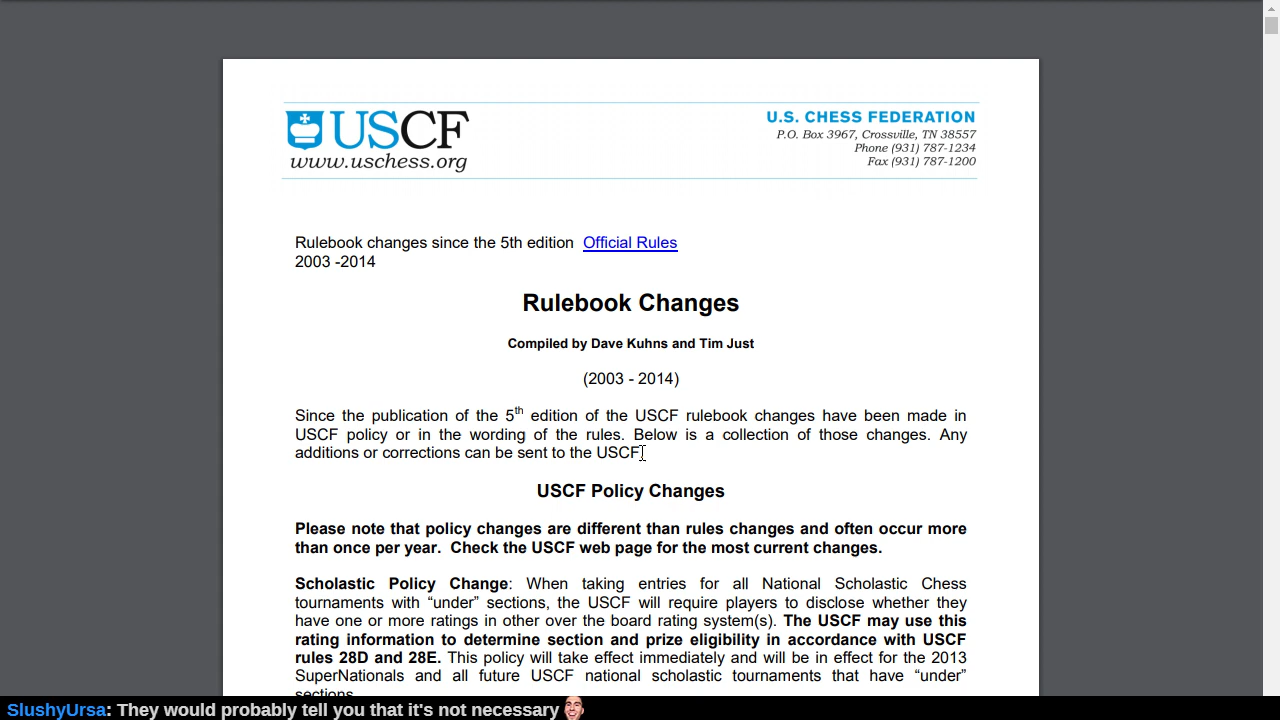 USCF
www.uschess.org
U.S. CHESS FEDERATION
P.O. Box 3967, Crossville, TN 38557
Phone (931) 787-1234
Fax (931) 787-1200
Rulebook changes since the 5th edition Official Rules
2003 -2014
Rulebook Changes
Compiled by Dave Kuhns and Tim Just
(2003 - 2014)
Since the publication of the 5th edition of the USCF rulebook changes have been made in
USCF policy or in the wording of the rules. Below is a collection of those changes. Any
additions or corrections can be sent to the USCF.
USCF Policy Changes
Please note that policy changes are different than rules changes and often occur more
than once per year. Check the USCF web page for the most current changes.
Scholastic Policy Change: When taking entries for all National Scholastic Chess
tournaments with “under” sections, the USCF will require players to disclose whether they
have one or more ratings in other over the board rating system(s). The USCF may use this
rating information to determine section and prize eligibility in accordance with USCF
rules 28D and 28E. This policy will take effect immediately and will be in effect for the 2013
SuperNationals and all future USCF national scholastic tournaments that have “under”
sections.
SlushyUrsa: They would probably tell you that it's not necessary